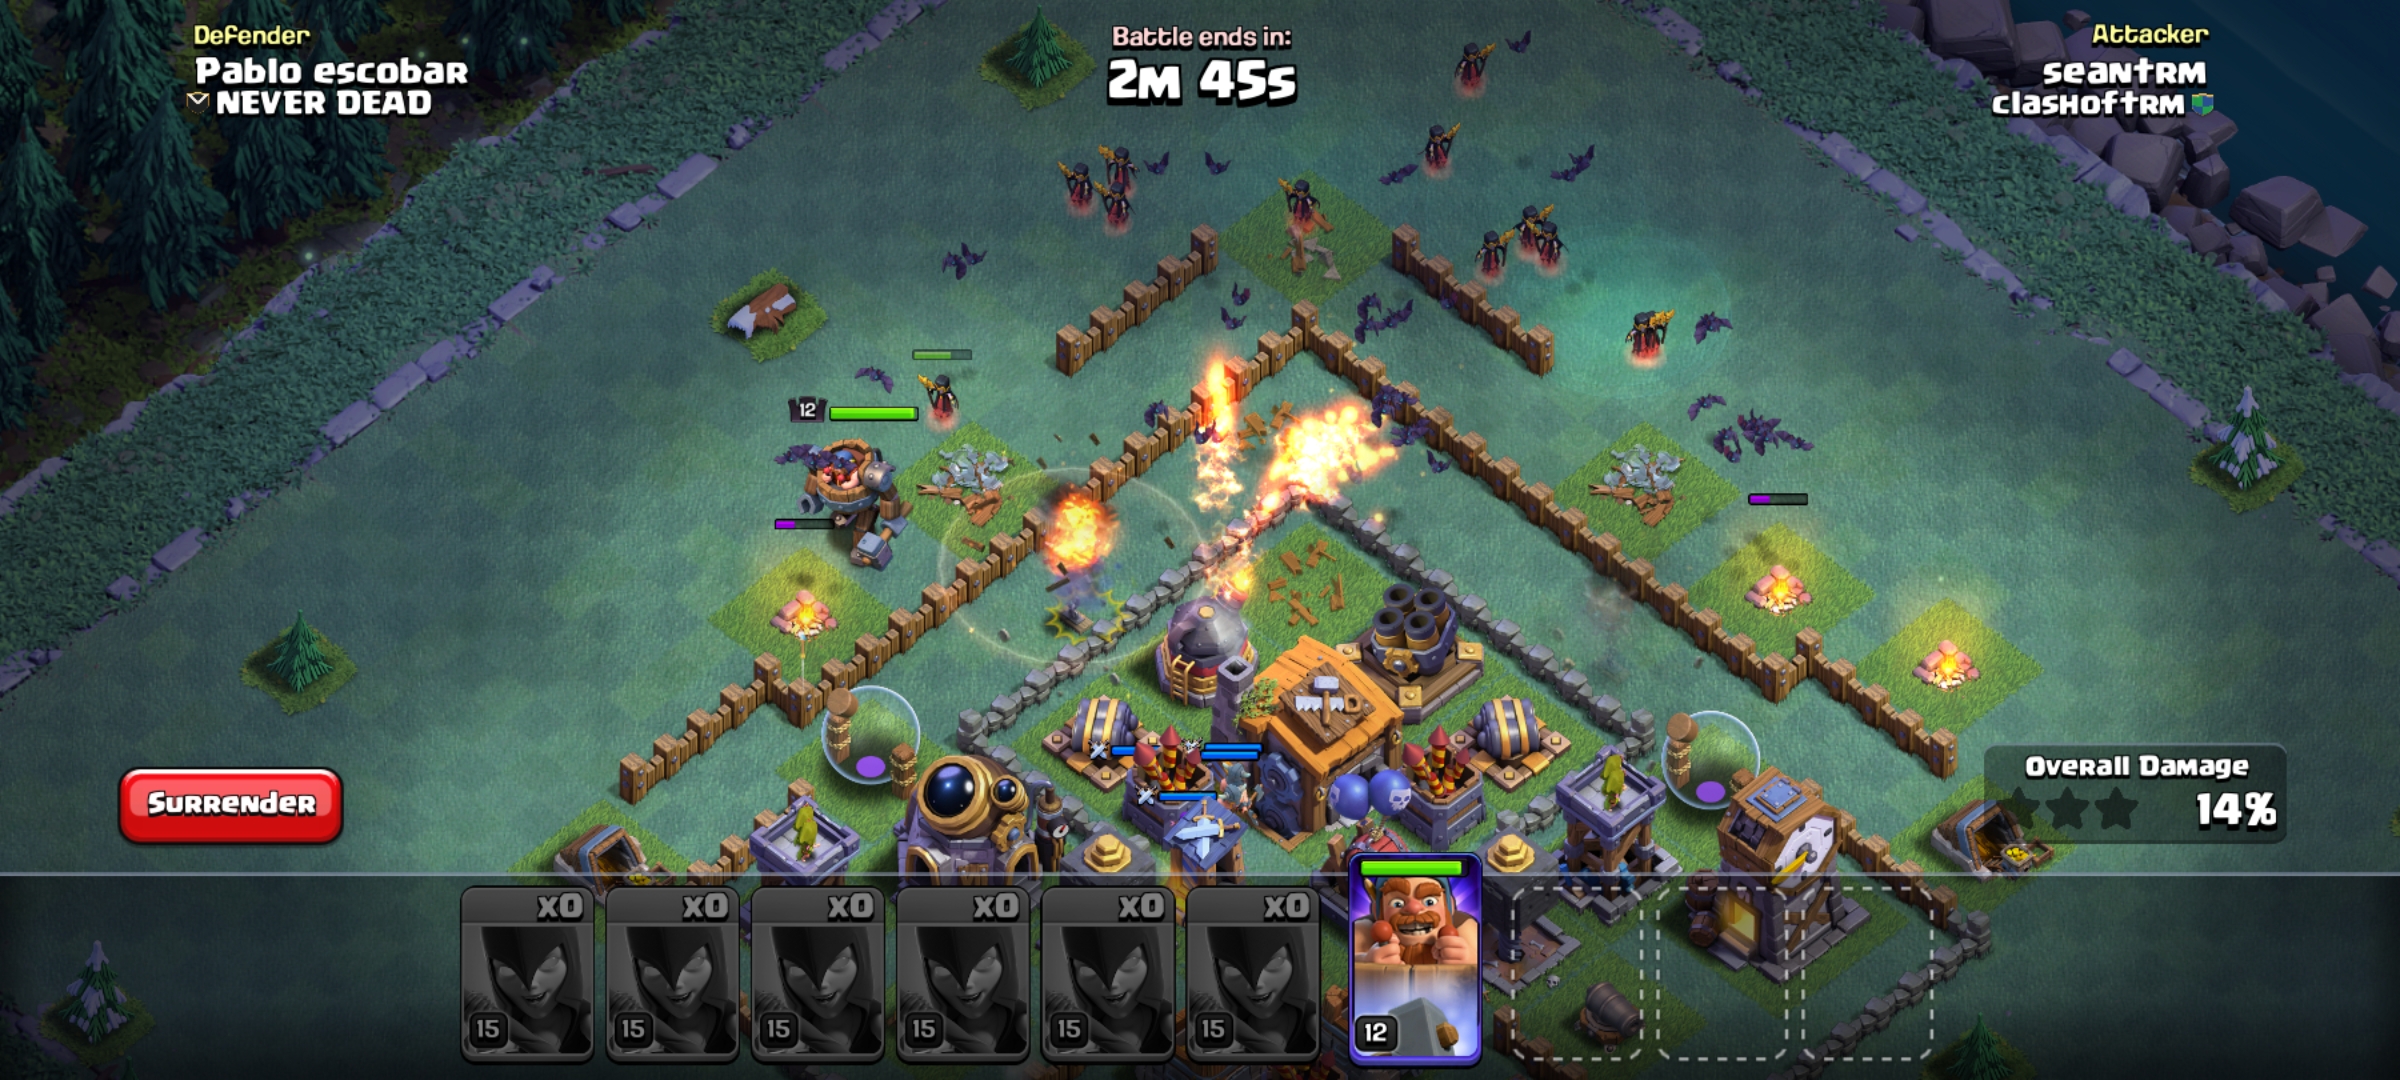 Defender
Pablo escobar
NEVER DEAD
Battle ends in:
2M 45s
Attacker
seantRM
clashoftRM
12
Surrender
Overall Damage
14%
x0
x0
x0
x0
x0
x0
15
15
15
15
15
15
12